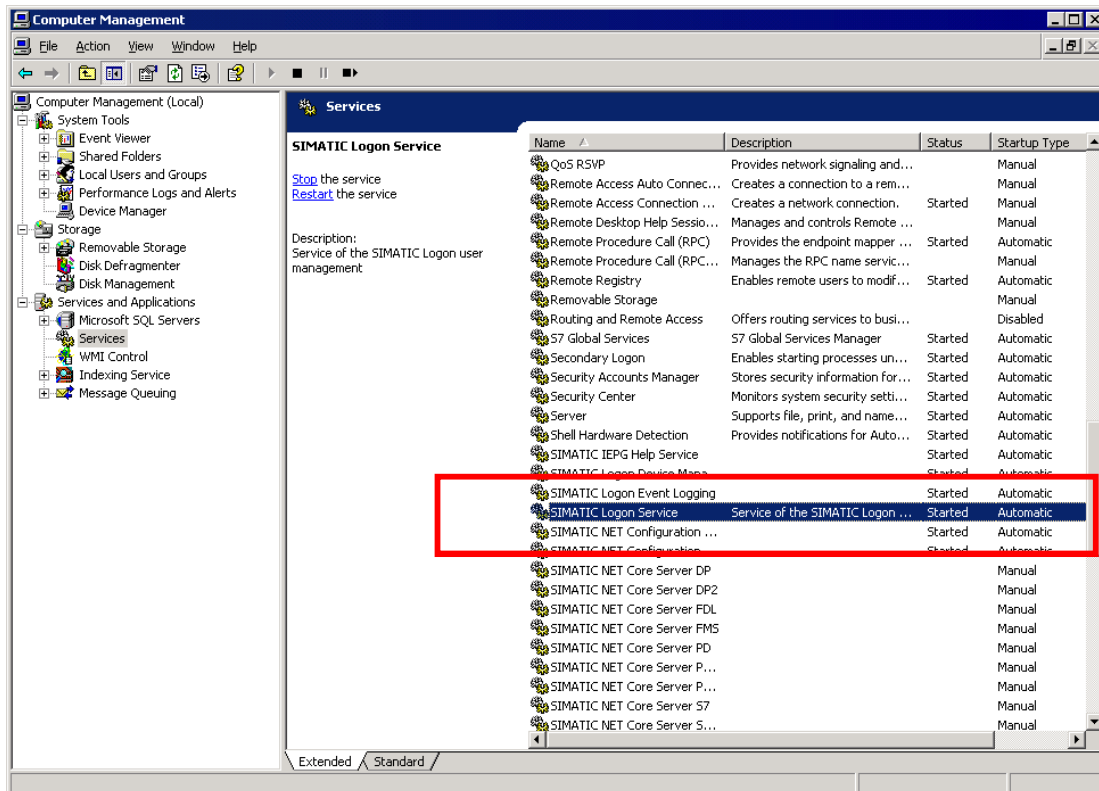 Computer Management
File Action View Window Help
Computer Management (Local)
System Tools
Event Viewer
Shared Folders
Local Users and Groups
Performance Logs and Alerts
Device Manager
Storage
Removable Storage
Disk Defragmenter
Disk Management
Services and Applications
Microsoft SQL Servers
Services
WMI Control
Indexing Service
Message Queuing
Services
SIMATIC Logon Service
Stop the service
Restart the service
Description:
Service of the SIMATIC Logon user
management
Name Description Status Startup Type
QoS RSVP Provides network signaling and... Manual
Remote Access Auto Connec... Creates a connection to a rem... Manual
Remote Access Connection ... Creates a network connection. Started Manual
Remote Desktop Help Sessio... Manages and controls Remote ... Manual
Remote Procedure Call (RPC) Provides the endpoint mapper ... Started Automatic
Remote Procedure Call (RPC... Manages the RPC name servic... Manual
Remote Registry Enables remote users to modif... Started Automatic
Removable Storage Manual
Routing and Remote Access Offers routing services to busi... Disabled
S7 Global Services S7 Global Services Manager Started Automatic
Secondary Logon Enables starting processes un... Started Automatic
Security Accounts Manager Stores security information for... Started Automatic
Security Center Monitors system security setti... Started Automatic
Server Supports file, print, and name... Started Automatic
Shell Hardware Detection Provides notifications for Auto... Started Automatic
SIMATIC IEPG Help Service Started Automatic
SIMATIC Logon Device Mana... Started Automatic
SIMATIC Logon Event Logging Started Automatic
SIMATIC Logon Service Service of the SIMATIC Logon ... Started Automatic
SIMATIC NET Configuration ... Started Automatic
SIMATIC NET Configuration Started Automatic
SIMATIC NET Core Server DP Manual
SIMATIC NET Core Server DP2 Manual
SIMATIC NET Core Server FDL Manual
SIMATIC NET Core Server FMS Manual
SIMATIC NET Core Server PD Manual
SIMATIC NET Core Server P... Manual
SIMATIC NET Core Server P... Manual
SIMATIC NET Core Server S7 Manual
SIMATIC NET Core Server S... Manual
Extended Standard